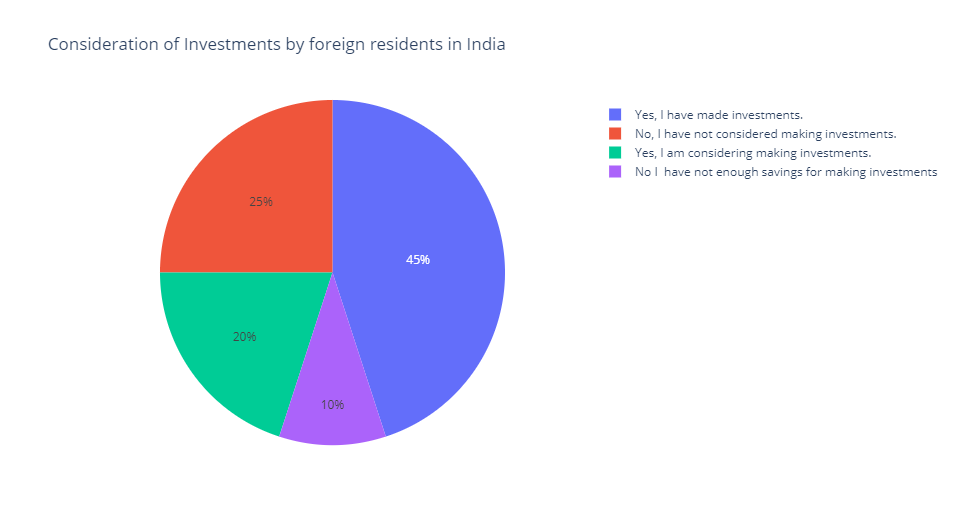 Consideration of Investments by foreign residents in India
Yes, I have made investments.
No, I have not considered making investments.
Yes, I am considering making investments.
No I  have not enough savings for making investments
25%
45%
20%
10%